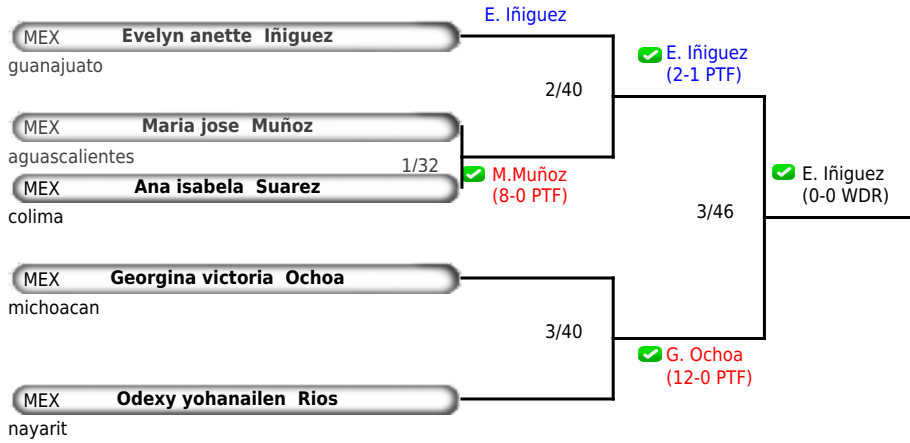 E. Iñiguez
MEX Evelyn anette Iñiguez
guanajuato
E. Iñiguez
(2-1 PTF)
2/40
MEX Maria jose Muñoz
aguascalientes
1/32
M.Muñoz
(8-0 PTF)
MEX Ana isabela Suarez
colima
E. Iñiguez
(0-0 WDR)
3/46
MEX Georgina victoria Ochoa
michoacan
3/40
G. Ochoa
(12-0 PTF)
MEX Odexy yohanailen Rios
nayarit